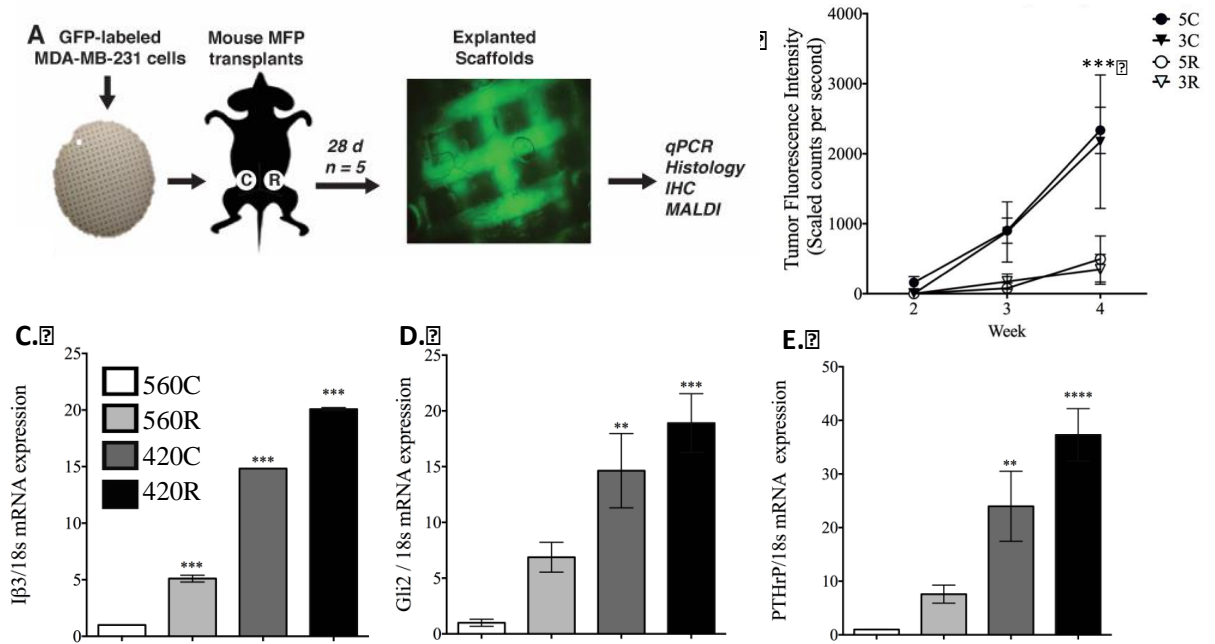 A
GFP-labeled
MDA-MB-231 cells
Mouse MFP
transplants
C R
28 d
n = 5
Explanted
Scaffolds
qPCR
Histology
IHC
MALDI
Tumor Fluorescence Intensity
(Scaled counts per second)
4000
3000
2000
1000
0
2 3 4
Week
***
5C
3C
5R
3R
C.
Iβ3/18s mRNA expression
25
20
15
10
5
0
560C
560R
420C
420R
***
***
***
D.
Gli2 / 18s mRNA expression
25
20
15
10
5
0
**
***
E.
PTHrP/18s mRNA expression
50
40
30
20
10
0
**
****